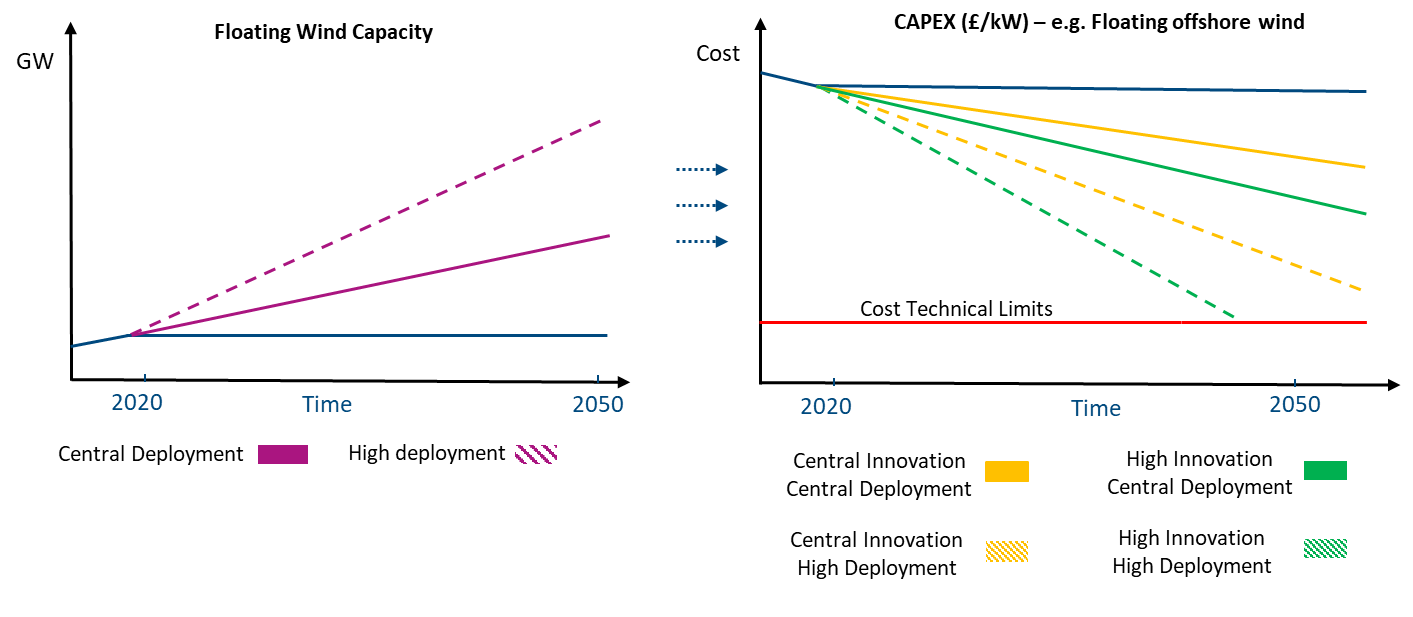 Floating Wind Capacity
GW
2020
Time
2050
Central Deployment
High deployment
CAPEX (£/kW) – e.g. Floating offshore wind
Cost
Cost Technical Limits
2020
Time
2050
Central Innovation
Central Deployment
High Innovation
Central Deployment
Central Innovation
High Deployment
High Innovation
High Deployment